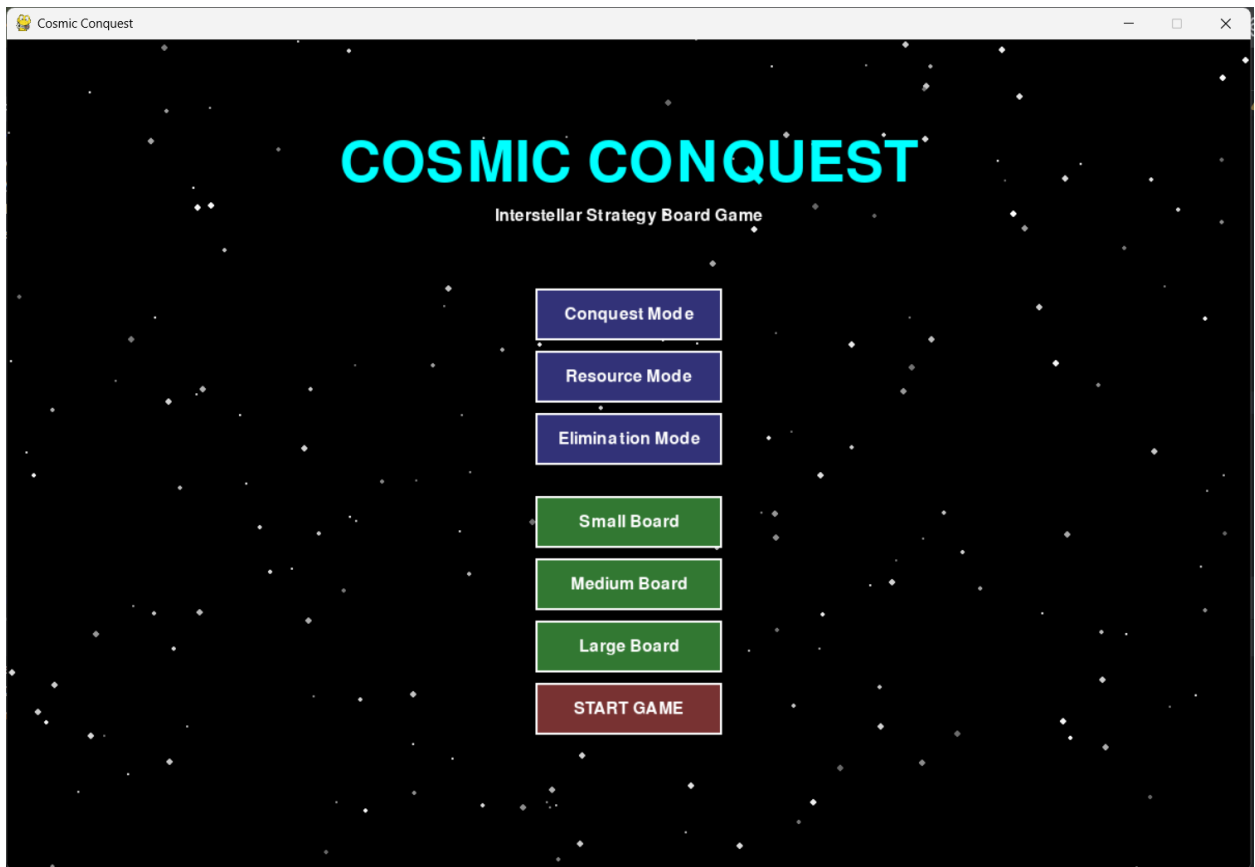 Cosmic Conquest
COSMIC CONQUEST
Interstellar Strategy Board Game
Conquest Mode
Resource Mode
Elimination Mode
Small Board
Medium Board
Large Board
START GAME